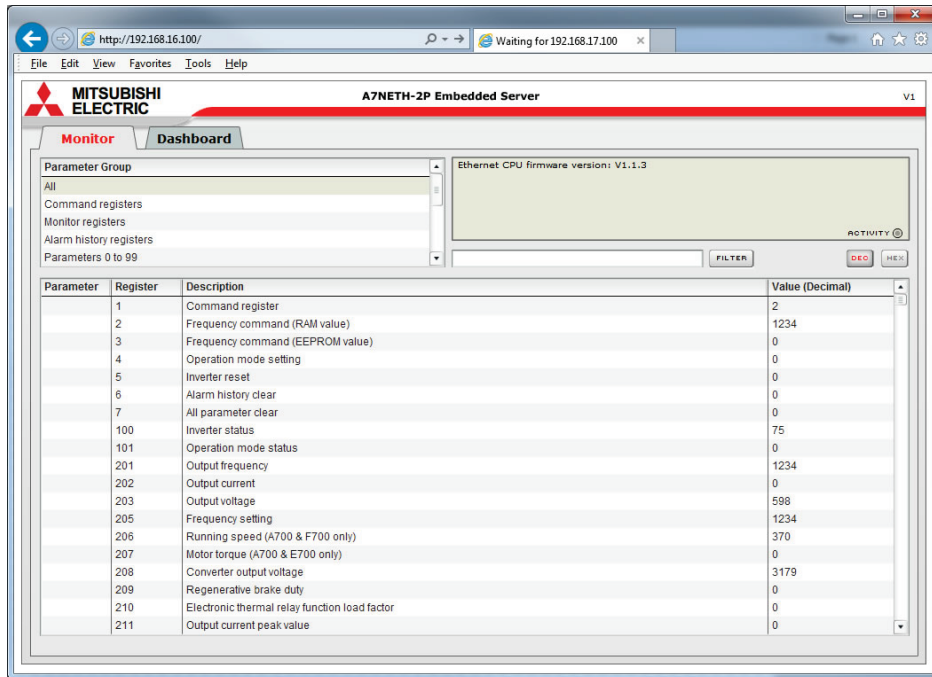 http://192.168.16.100/
Waiting for 192.168.17.100
File Edit View Favorites Tools Help
MITSUBISHI ELECTRIC
A7NETH-2P Embedded Server
V1
Monitor Dashboard
Parameter Group
All
Command registers
Monitor registers
Alarm history registers
Parameters 0 to 99
Ethernet CPU firmware version: V1.1.3
ACTIVITY
FILTER DEC HEX
Parameter Register Description Value (Decimal)
1 Command register 2
2 Frequency command (RAM value) 1234
3 Frequency command (EEPROM value) 0
4 Operation mode setting 0
5 Inverter reset 0
6 Alarm history clear 0
7 All parameter clear 0
100 Inverter status 75
101 Operation mode status 0
201 Output frequency 1234
202 Output current 0
203 Output voltage 598
205 Frequency setting 1234
206 Running speed (A700 & F700 only) 370
207 Motor torque (A700 & E700 only) 0
208 Converter output voltage 3179
209 Regenerative brake duty 0
210 Electronic thermal relay function load factor 0
211 Output current peak value 0